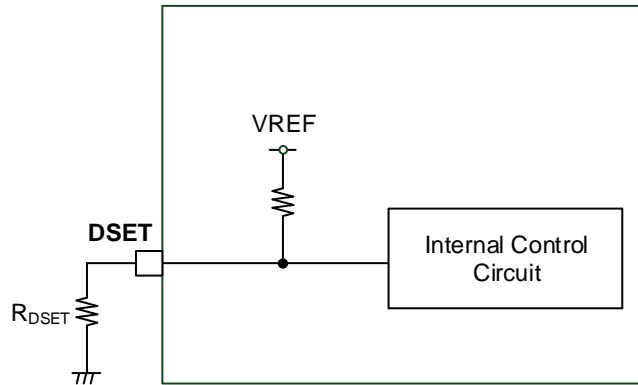 VREF
DSET
Internal Control
Circuit
RDSET